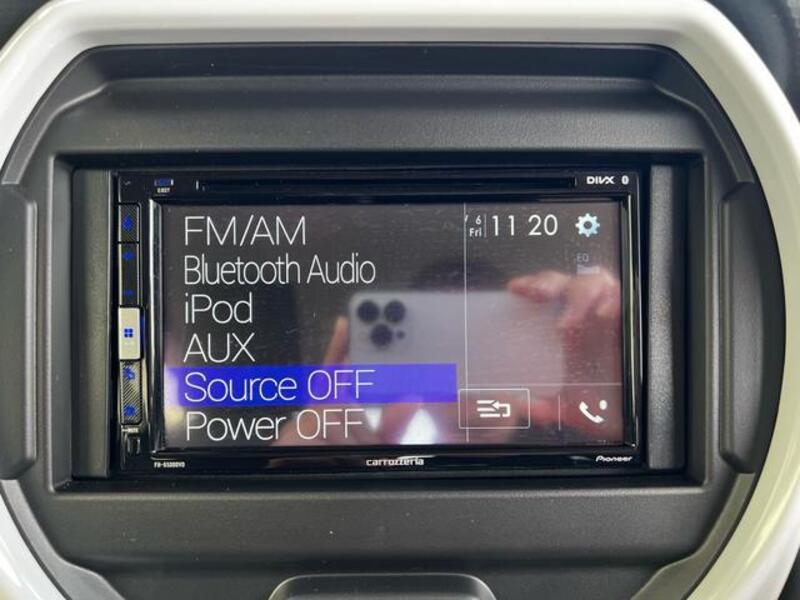 DIVX
FM/AM
Bluetooth Audio
iPod
AUX
Source OFF
Power OFF
6
Fri
11 20
EQ
carrozzeria
Pioneer